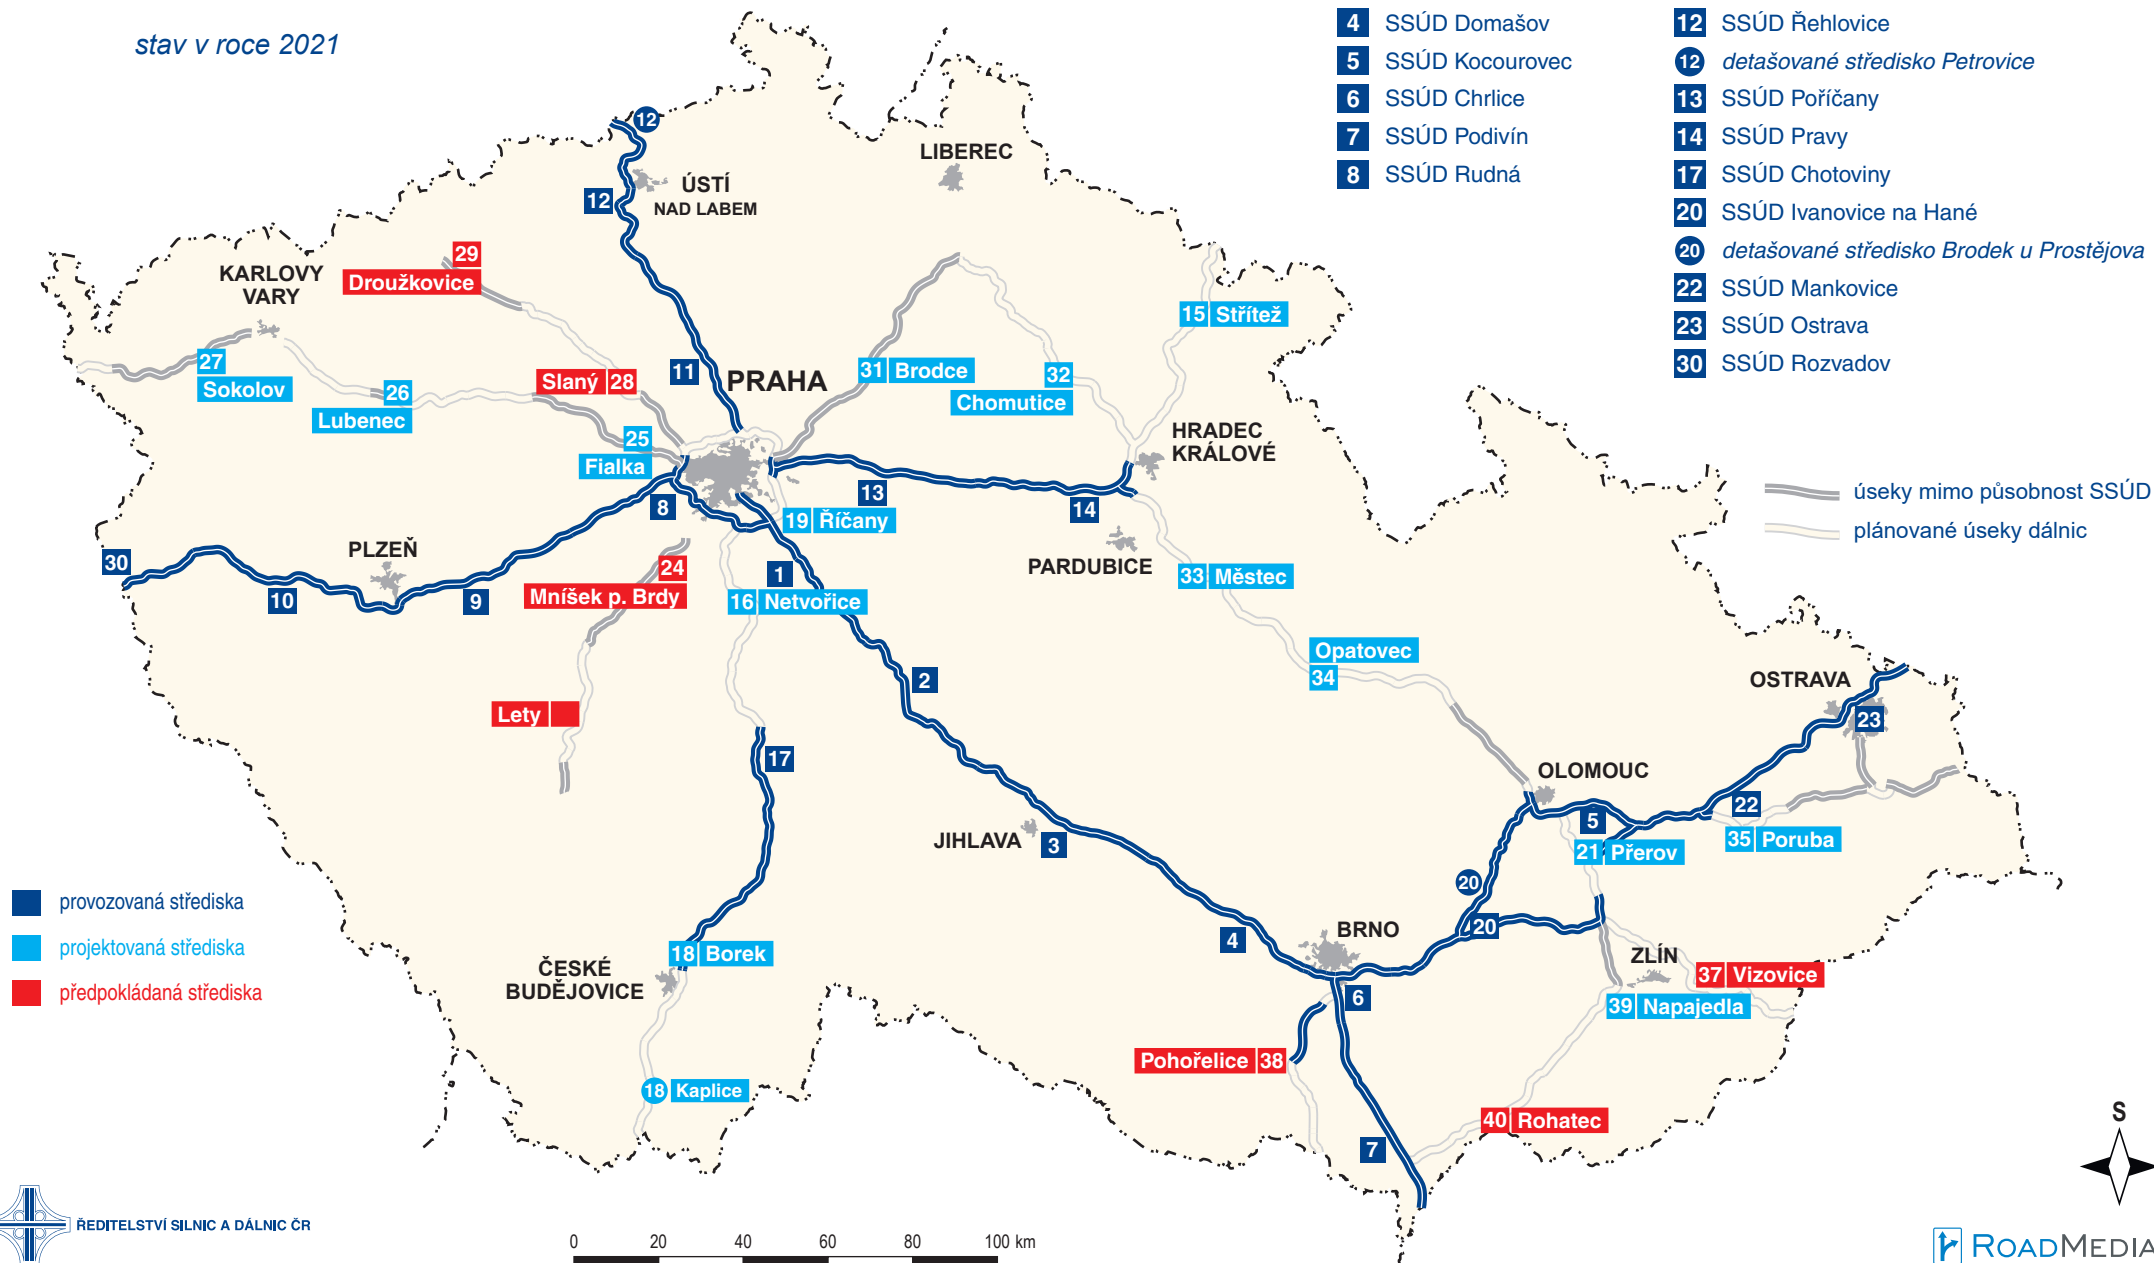 stav v roce 2021
4 SSÚD Domašov
5 SSÚD Kocourovec
6 SSÚD Chrlice
7 SSÚD Podivín
8 SSÚD Rudná
12 SSÚD Řehlovice
12 detašované středisko Petrovice
13 SSÚD Poříčany
14 SSÚD Pravy
17 SSÚD Chotoviny
20 SSÚD Ivanovice na Hané
20 detašované středisko Brodek u Prostějova
22 SSÚD Mankovice
23 SSÚD Ostrava
30 SSÚD Rozvadov
úseky mimo působnost SSÚD
plánované úseky dálnic
12
LIBEREC
ÚSTÍ
NAD LABEM
12
29
Droužkovice
KARLOVY
VARY
15 Střítež
27
Sokolov
26
Lubenec
Slaný 28
11
PRAHA
31 Brodce
32
Chomutice
25
Fialka
HRADEC
KRÁLOVÉ
8
13
14
19 Říčany
PLZEŇ
30
10
9
24
Mníšek p. Brdy
1
16 Netvořice
PARDUBICE
33 Městec
Opatovec
34
2
OSTRAVA
23
Lety
17
OLOMOUC
22
5
35 Poruba
21 Přerov
JIHLAVA
3
20
20
BRNO
4
ZLÍN
37 Vizovice
39 Napajedla
6
18 Borek
ČESKÉ
BUDĚJOVICE
Pohořelice 38
18 Kaplice
40 Rohatec
7
provozovaná střediska
projektovaná střediska
předpokládaná střediska
S
ŘEDITELSTVÍ SILNIC A DÁLNIC ČR
0 20 40 60 80 100 km
ROADMEDIA